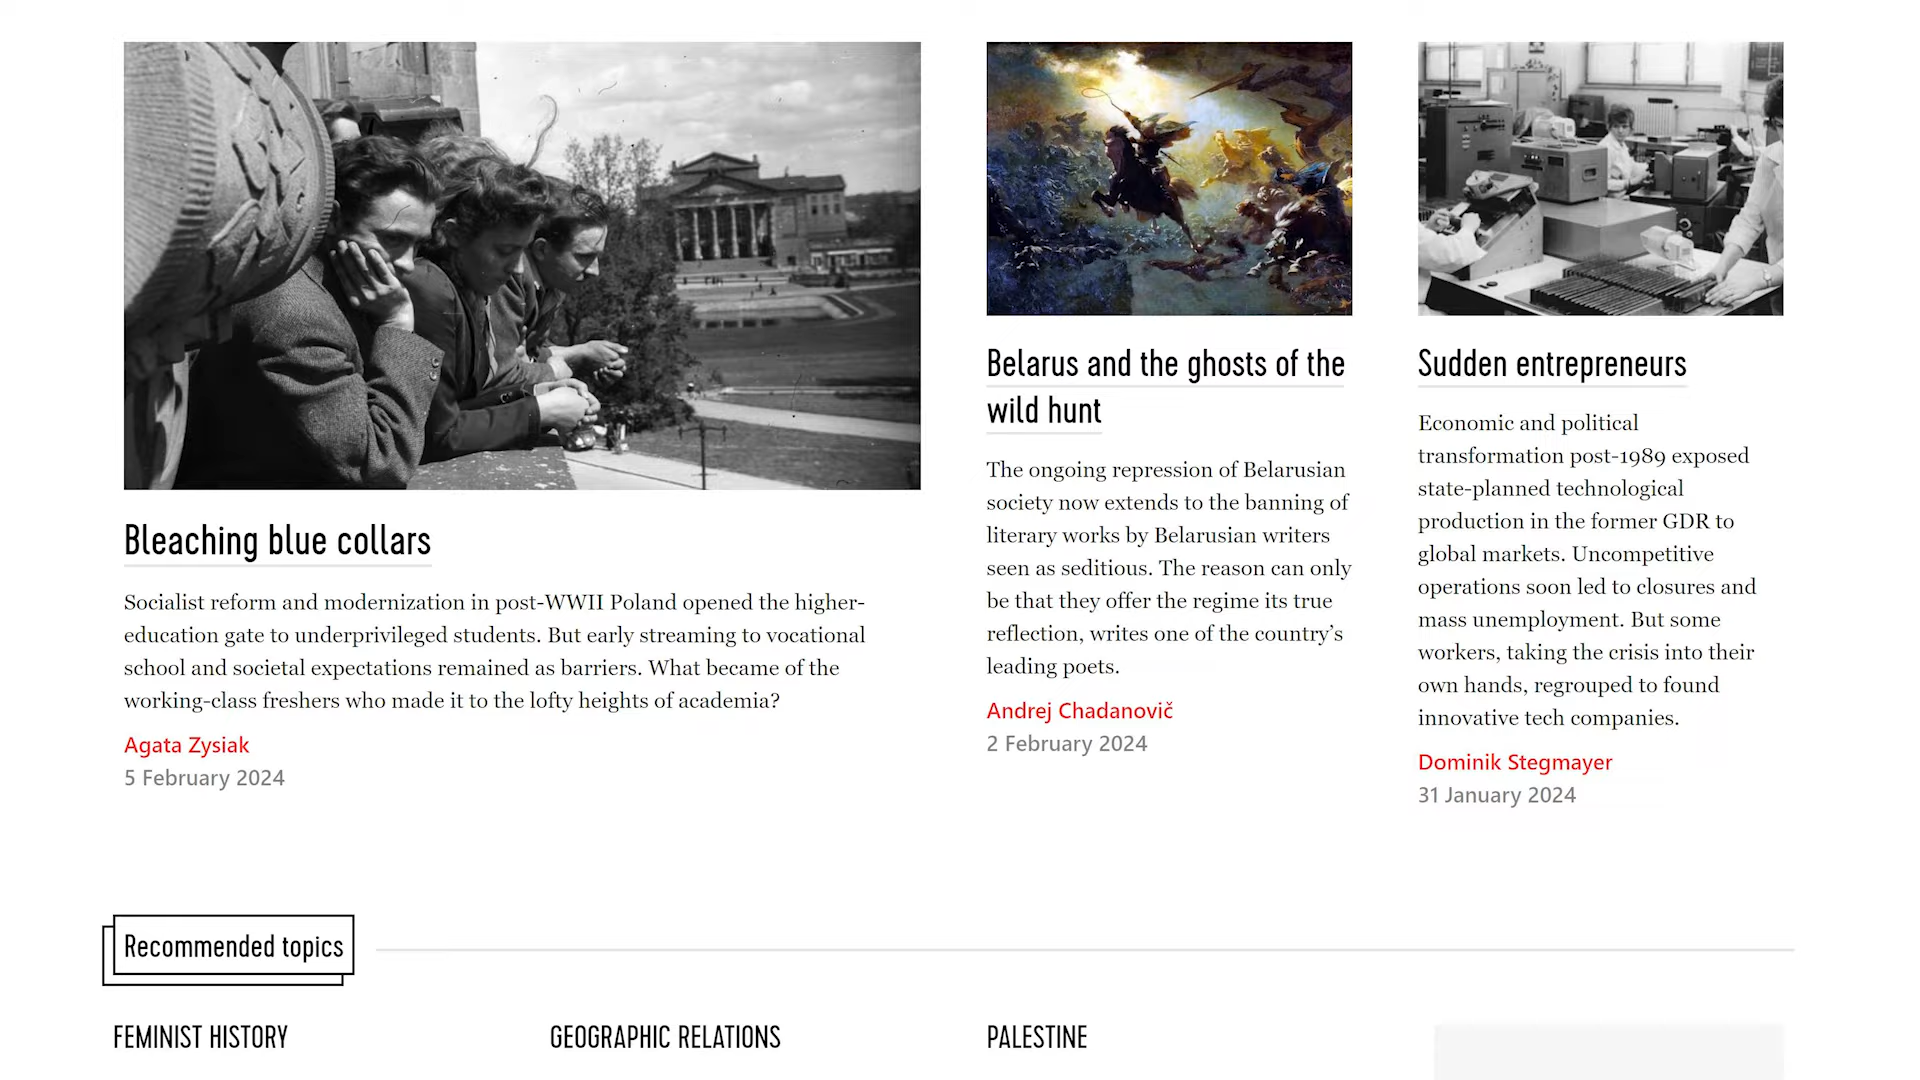 Bleaching blue collars
Socialist reform and modernization in post-WWII Poland opened the higher-
education gate to underprivileged students. But early streaming to vocational
school and societal expectations remained as barriers. What became of the
working-class freshers who made it to the lofty heights of academia?
Agata Zysiak
5 February 2024
Belarus and the ghosts of the
wild hunt
The ongoing repression of Belarusian
society now extends to the banning of
literary works by Belarusian writers
seen as seditious. The reason can only
be that they offer the regime its true
reflection, writes one of the country’s
leading poets.
Andrej Chadanovič
2 February 2024
Sudden entrepreneurs
Economic and political
transformation post-1989 exposed
state-planned technological
production in the former GDR to
global markets. Uncompetitive
operations soon led to closures and
mass unemployment. But some
workers, taking the crisis into their
own hands, regrouped to found
innovative tech companies.
Dominik Stegmayer
31 January 2024
Recommended topics
FEMINIST HISTORY
GEOGRAPHIC RELATIONS
PALESTINE